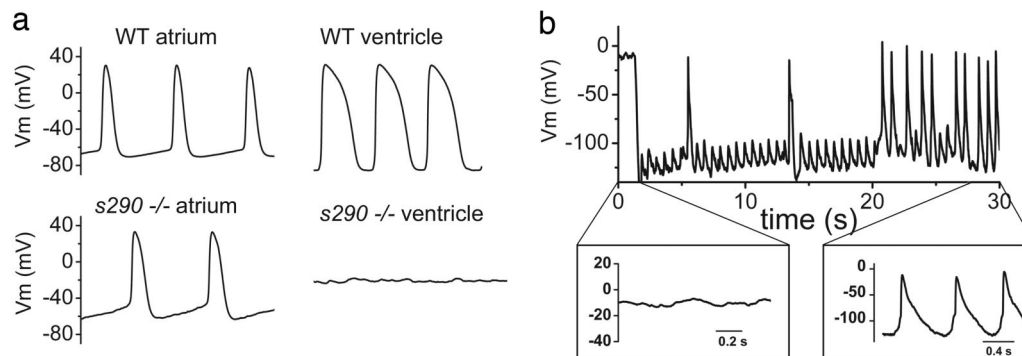 a
WT atrium
WT ventricle
Vm (mV)
40
0
-40
-80
s290 -/- atrium
s290 -/- ventricle
Vm (mV)
40
0
-40
-80
b
Vm (mV)
0
-50
-100
0 10 20 30
time (s)
20
0
-20
-40
0.2 s
0
-50
-100
0.4 s